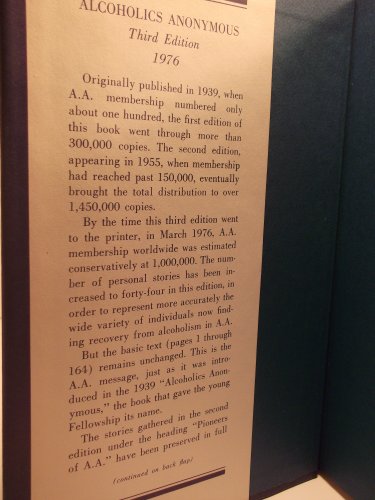 ALCOHOLICS ANONYMOUS
Third Edition
1976
Originally published in 1939, when
A.A. membership numbered only
about one hundred, the first edition of
this book went through more than
300,000 copies. The second edition,
appearing in 1955, when membership
had reached past 150,000, eventually
brought the total distribution to over
1,450,000 copies.
By the time this third edition went
to the printer, in March 1976, A.A.
membership worldwide was estimated
conservatively at 1,000,000. The num-
ber of personal stories has been in-
creased to forty-four in this edition, in
order to represent more accurately the
wide variety of individuals now find-
ing recovery from alcoholism in A.A.
But the basic text (pages 1 through
164) remains unchanged. This is the
A.A. message, just as it was intro-
duced in the 1939 "Alcoholics Anon-
ymous," the book that gave the young
Fellowship its name.
The stories gathered in the second
edition under the heading "Pioneers
of A.A." have been preserved in full
(continued on back flap)